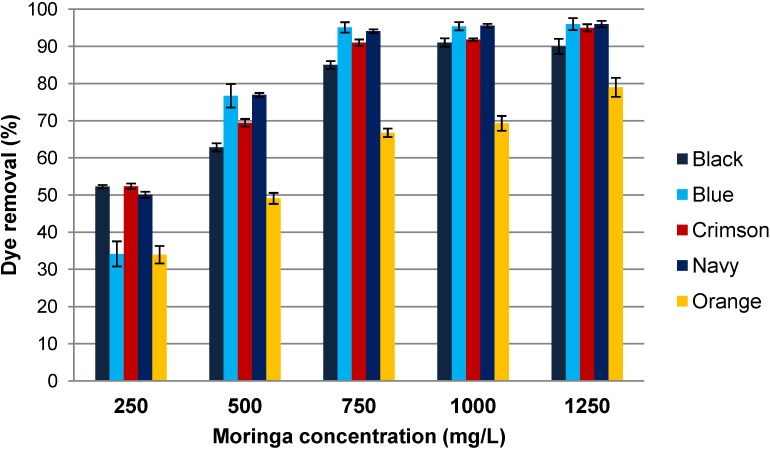 100
90
80
70
60
50
40
30
20
10
0
Dye removal (%)
250 500 750 1000 1250
Moringa concentration (mg/L)
Black
Blue
Crimson
Navy
Orange